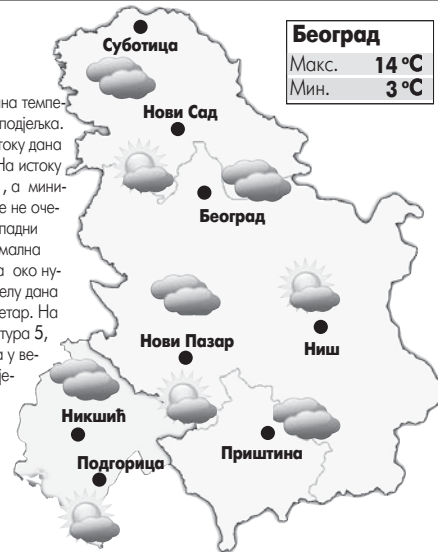 Суботица
Београд
Макс. 14 °C
Мин. 3 °C
Нови Сад
Београд
Нови Пазар
Ниш
Никшић
Подгорица
Приштина
на темпе-
подјељка.
току дана
На истоку
, а мини-
е не оче-
падни
мална
а око ну-
елу дана
етар. На
тура 5,
а у ве-
је-